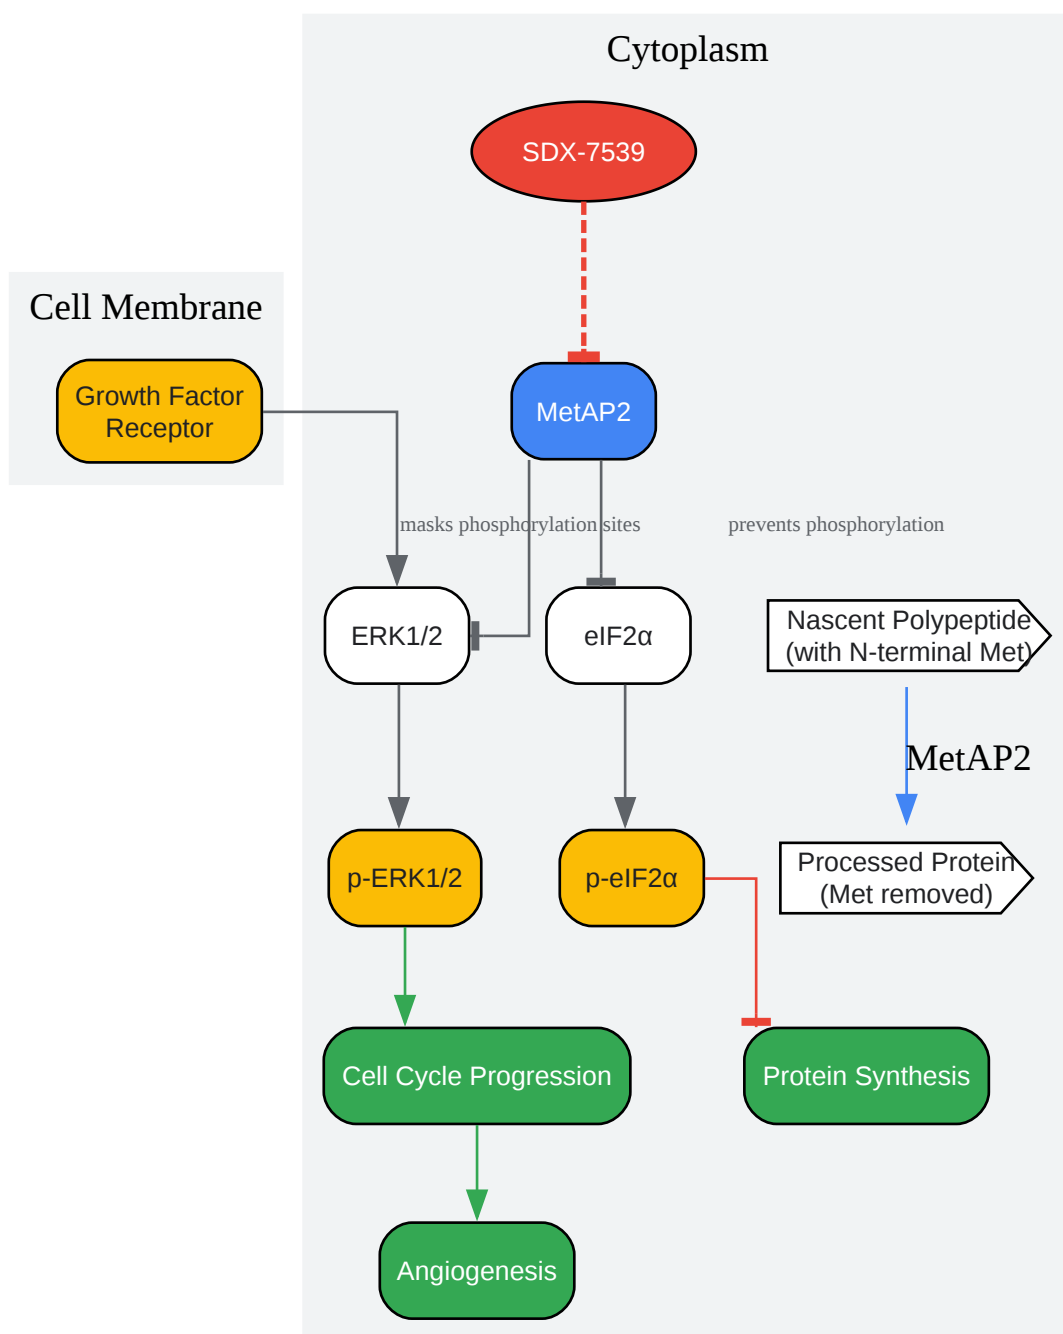 Cytoplasm
SDX-7539
Cell Membrane
Growth Factor
Receptor
MetAP2
masks phosphorylation sites
prevents phosphorylation
ERK1/2
eIF2α
Nascent Polypeptide
(with N-terminal Met)
MetAP2
p-ERK1/2
p-eIF2α
Processed Protein
(Met removed)
Cell Cycle Progression
Protein Synthesis
Angiogenesis